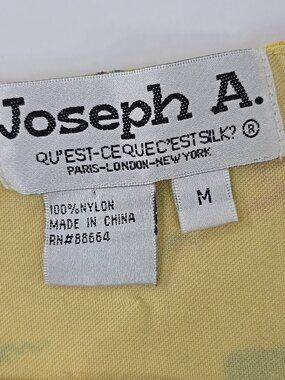 Joseph A.
QU'EST-CEQUEC'ESTSILK? ®
PARIS-LONDON-NEW YORK
100% NYLON
MADE IN CHINA
RN#88664
M